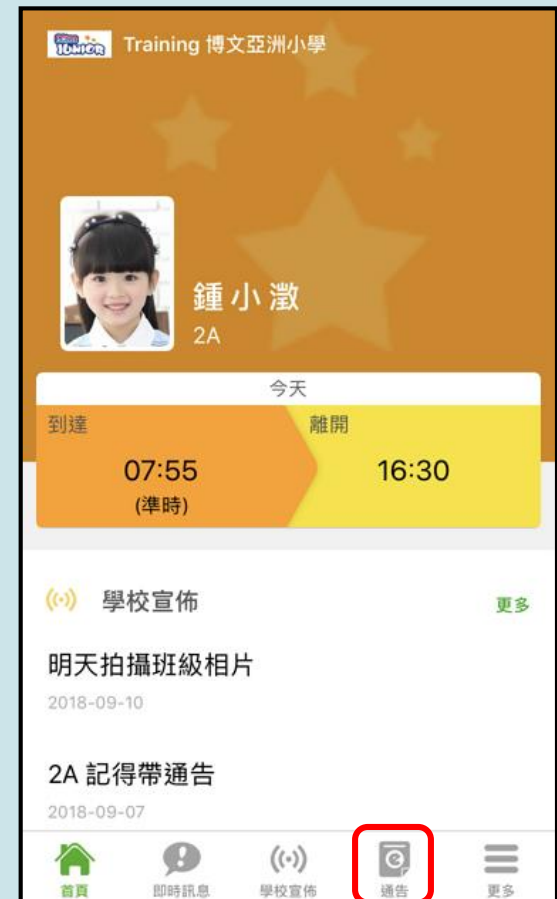 JUNIOR Training 博文亞洲小學
鍾小澂
2A
今天
到達 離開
07:55 16:30
(準時)
學校宣佈 更多
明天拍攝班級相片
2018-09-10
2A 記得帶通告
2018-09-07
首頁 即時訊息 學校宣佈 通告 更多